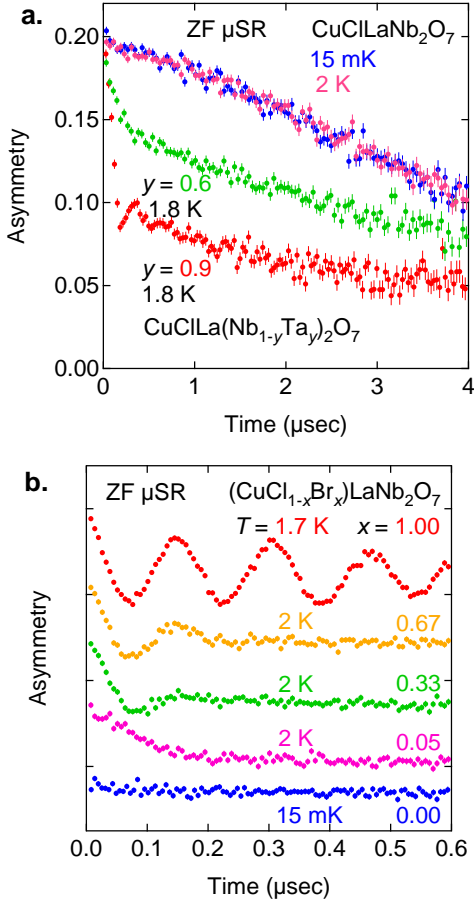 a.
ZF µSR
CuClLaNb₂O₇
15 mK
2 K
0.20
0.15
0.10
0.05
0.00
Asymmetry
y = 0.6
1.8 K
y = 0.9
1.8 K
CuClLa(Nb₁₋yTay)₂O₇
0 1 2 3 4
Time (µsec)
b.
ZF µSR
(CuCl₁₋ₓBrₓ)LaNb₂O₇
T = 1.7 K x = 1.00
2 K 0.67
2 K 0.33
2 K 0.05
15 mK 0.00
Asymmetry
0.0 0.1 0.2 0.3 0.4 0.5 0.6
Time (µsec)